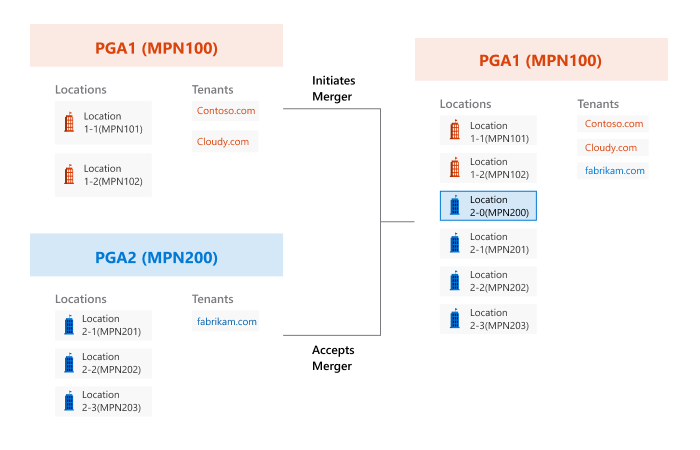 PGA1 (MPN100)
Locations
Tenants
Location
1-1(MPN101)
Location
1-2(MPN102)
Contoso.com
Cloudy.com
PGA2 (MPN200)
Locations
Tenants
Location
2-1(MPN201)
Location
2-2(MPN202)
Location
2-3(MPN203)
fabrikam.com
Initiates
Merger
Accepts
Merger
PGA1 (MPN100)
Locations
Tenants
Location
1-1(MPN101)
Location
1-2(MPN102)
Location
2-0(MPN200)
Location
2-1(MPN201)
Location
2-2(MPN202)
Location
2-3(MPN203)
Contoso.com
Cloudy.com
fabrikam.com